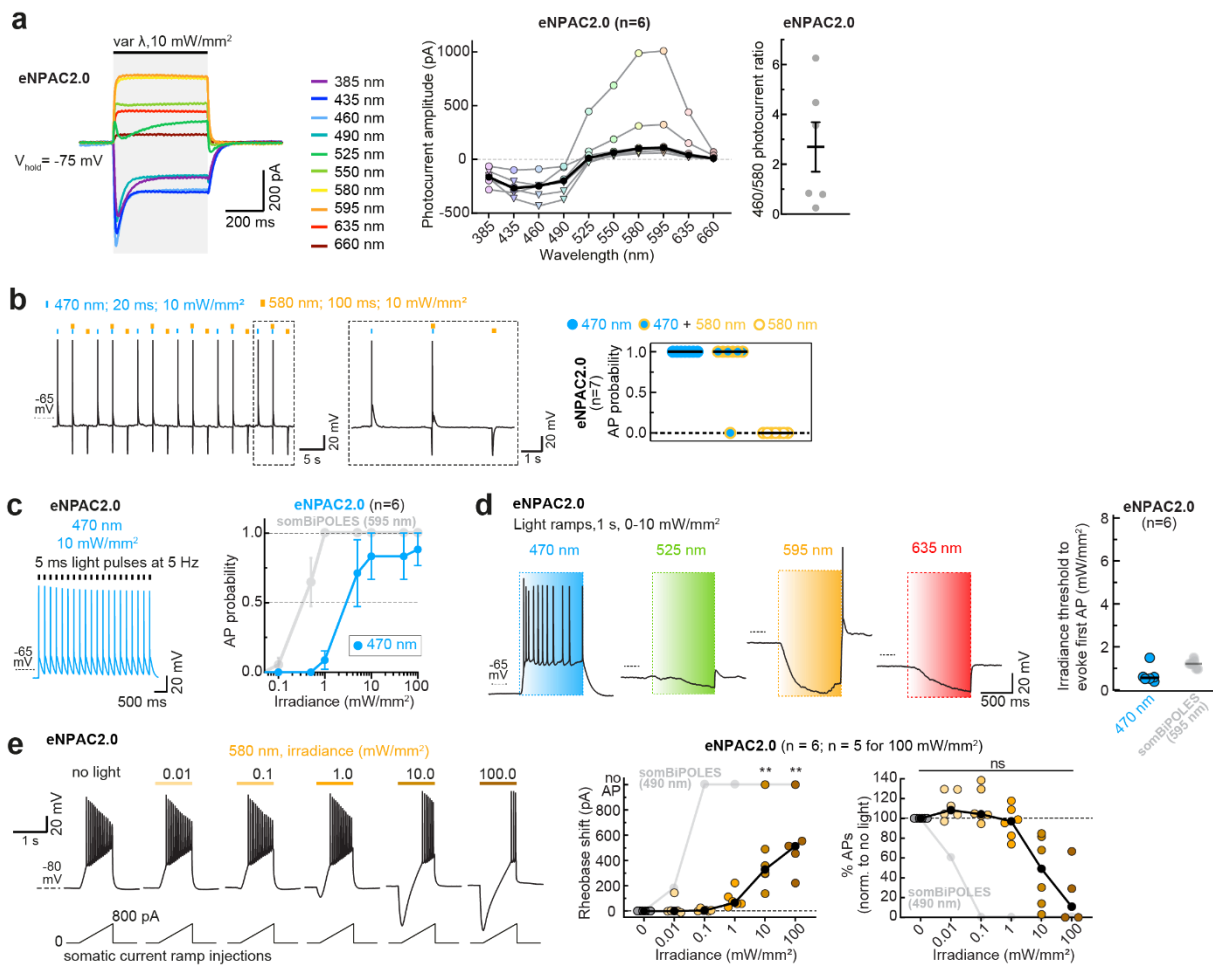 a
var λ,10 mW/mm²
eNPAC2.0
V hold = -75 mV
200 pA
200 ms
385 nm
435 nm
460 nm
490 nm
525 nm
550 nm
580 nm
595 nm
635 nm
660 nm
eNPAC2.0 (n=6)
Photocurrent amplitude (pA)
1000
500
0
-500
385
435
460
490
525
550
580
595
635
660
Wavelength (nm)
eNPAC2.0
460/580 photocurrent ratio
6
4
2
0
b
470 nm; 20 ms; 10 mW/mm²
580 nm; 100 ms; 10 mW/mm²
-65
mV
20 mV
5 s
20 mV
1 s
470 nm
470 + 580 nm
580 nm
eNPAC2.0
(n=7)
AP probability
1.0
0.0
c
eNPAC2.0
470 nm
10 mW/mm²
5 ms light pulses at 5 Hz
-65
mV
20 mV
500 ms
eNPAC2.0 (n=6)
somBiPOLES (595 nm)
AP probability
1.0
0.5
0.0
470 nm
0.1
1
10
100
Irradiance (mW/mm²)
d
eNPAC2.0
Light ramps,1 s, 0-10 mW/mm²
470 nm
525 nm
595 nm
635 nm
-65
mV
20 mV
500 ms
eNPAC2.0
(n=6)
Irradiance threshold to
evoke first AP (mW/mm²)
8
6
4
2
0
470 nm
somBiPOLES
(595 nm)
e
eNPAC2.0
580 nm, irradiance (mW/mm²)
no light
0.01
0.1
1.0
10.0
100.0
20 mV
1 s
-80
mV
800 pA
0
somatic current ramp injections
eNPAC2.0 (n = 6; n = 5 for 100 mW/mm²)
Rheobase shift (pA)
no
AP
800
600
400
200
0
somBiPOLES
(490 nm)
**
**
0
0.01
0.1
1
10
100
Irradiance (mW/mm²)
ns
% APs
(norm. to no light)
140
120
100
80
60
40
20
0
somBiPOLES
(490 nm)
0
0.01
0.1
1
10
100
Irradiance (mW/mm²)